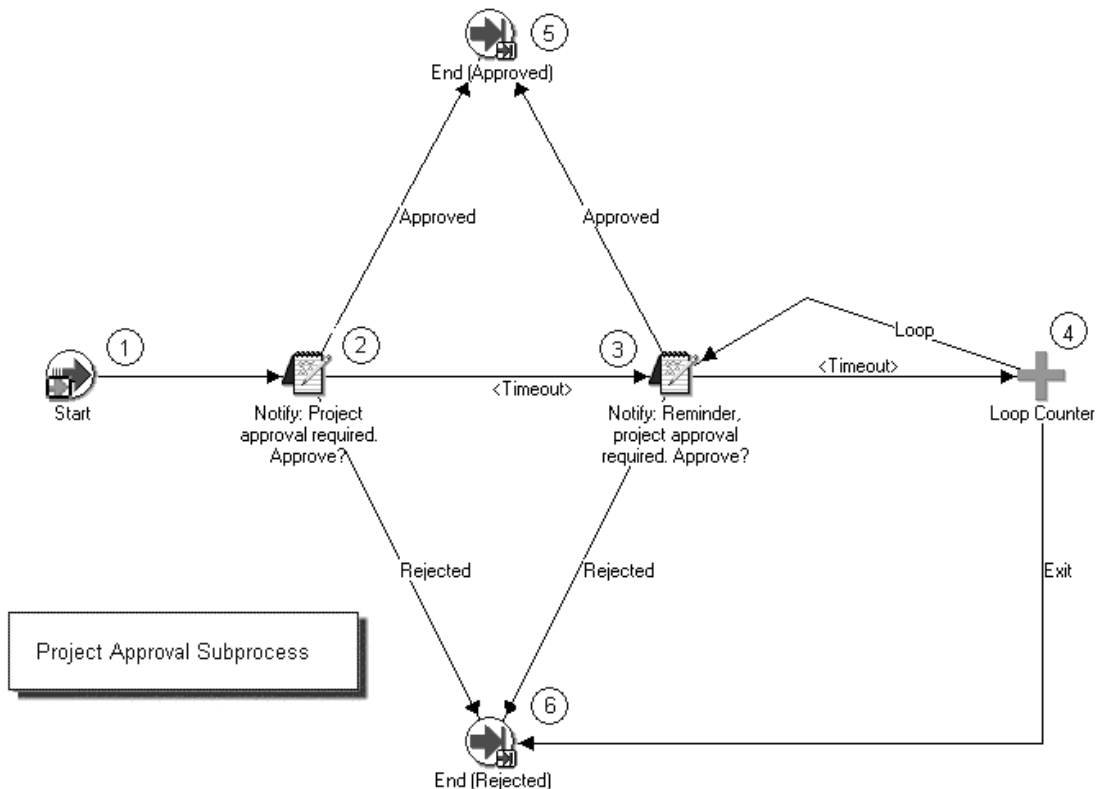 5
End (Approved)
Approved
Approved
1
2
3
4
Loop
<Timeout>
<Timeout>
Start
Notify: Project
approval required.
Approve?
Notify: Reminder,
project approval
required. Approve?
Loop Counter
Rejected
Rejected
Exit
Project Approval Subprocess
6
End (Rejected)